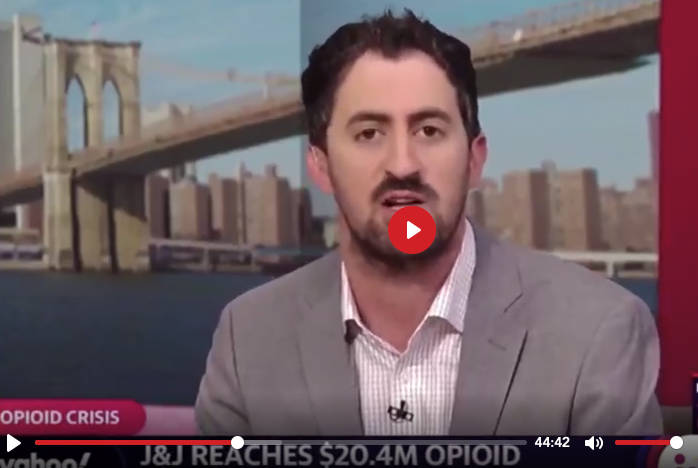 OPIOID CRISIS
44:42
yahoo!
J&J REACHES $20.4M OPIOID